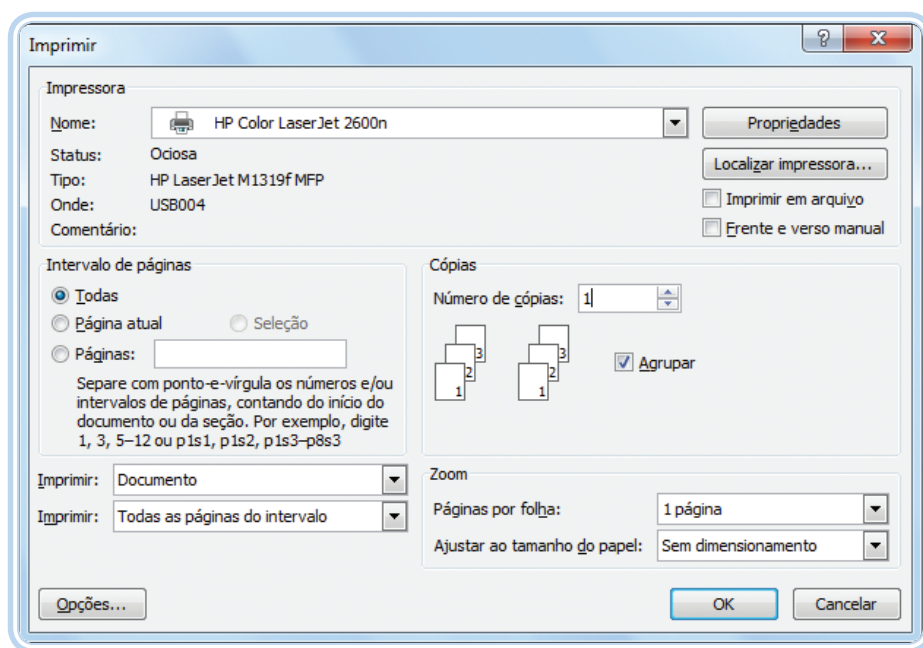 Imprimir
Impressora
Nome: HP Color LaserJet 2600n Propriedades
Status: Ociosa Localizar impressora...
Tipo: HP LaserJet M1319f MFP
Onde: USB004 Imprimir em arquivo
Comentário: Frente e verso manual
Intervalo de páginas
Todas
Página atual Seleção
Páginas:
Separe com ponto-e-vírgula os números e/ou
intervalos de páginas, contando do início do
documento ou da seção. Por exemplo, digite
1, 3, 5–12 ou p1s1, p1s2, p1s3–p8s3
Cópias
Número de cópias: 1
3 3
2 2
1 1
Agrupar
Imprimir: Documento
Imprimir: Todas as páginas do intervalo
Zoom
Páginas por folha: 1 página
Ajustar ao tamanho do papel: Sem dimensionamento
Opções... OK Cancelar